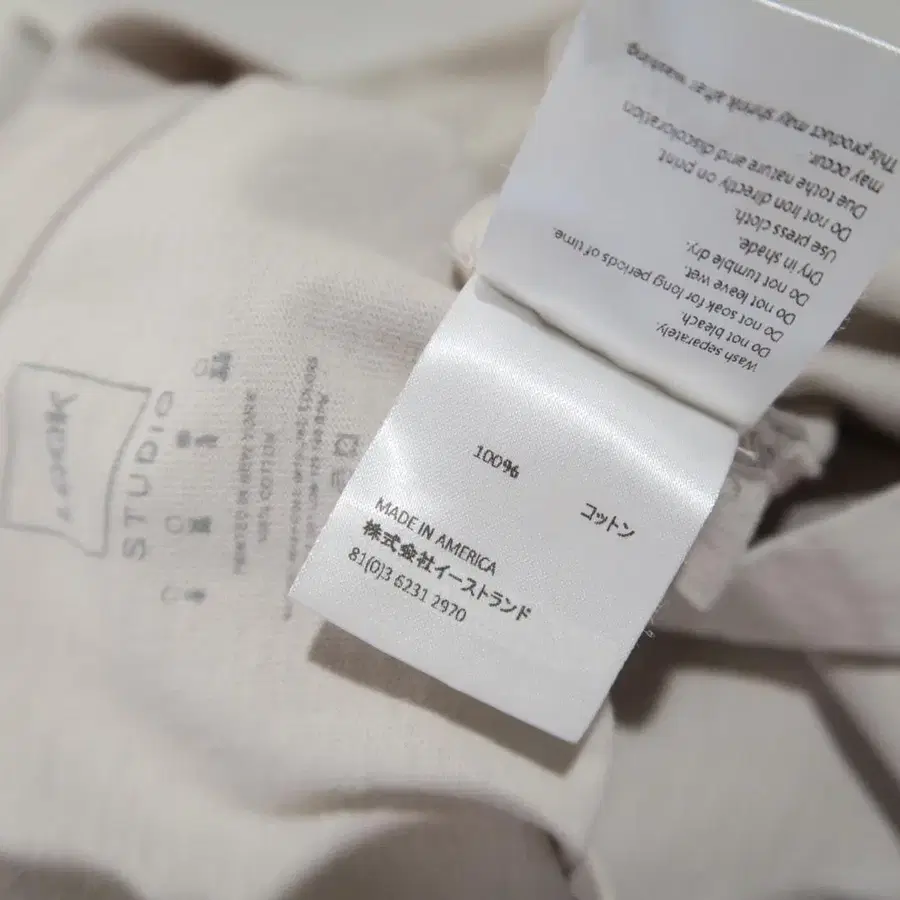 Wash separately.
Do not bleach.
Do not soak for long periods of time.
Do not leave wet.
Do not tumble dry.
Dry in shade.
Use press cloth.
Do not Iron directly on print
Due tothe nature and discoloration
may occur.
This product may shrink after washing
100%
コットン
MADE IN AMERICA
株式会社イーストランド
81(0)3 6231 2970
STUDIO